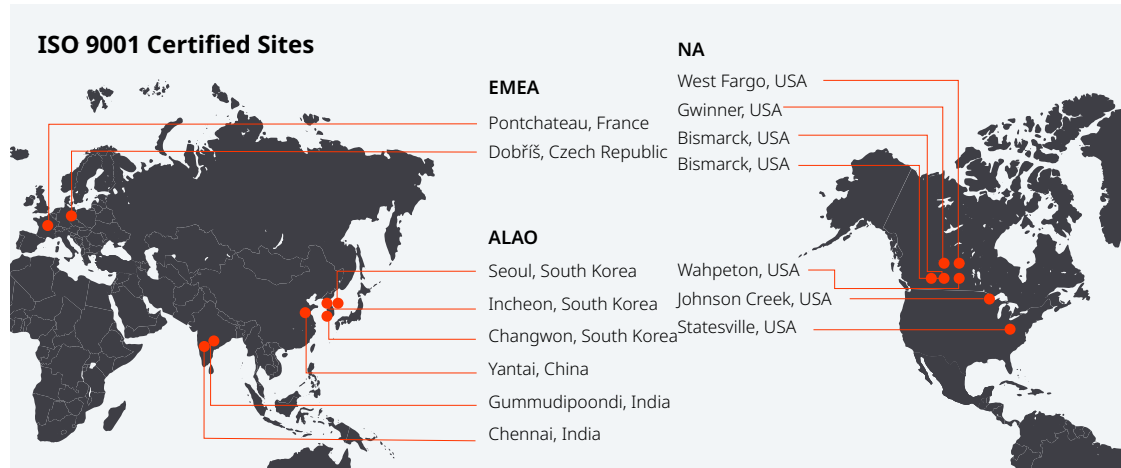 ISO 9001 Certified Sites
EMEA
Pontchateau, France
Dobříš, Czech Republic
ALAO
Seoul, South Korea
Incheon, South Korea
Changwon, South Korea
Yantai, China
Gummudipoondi, India
Chennai, India
NA
West Fargo, USA
Gwinner, USA
Bismarck, USA
Bismarck, USA
Wahpeton, USA
Johnson Creek, USA
Statesville, USA